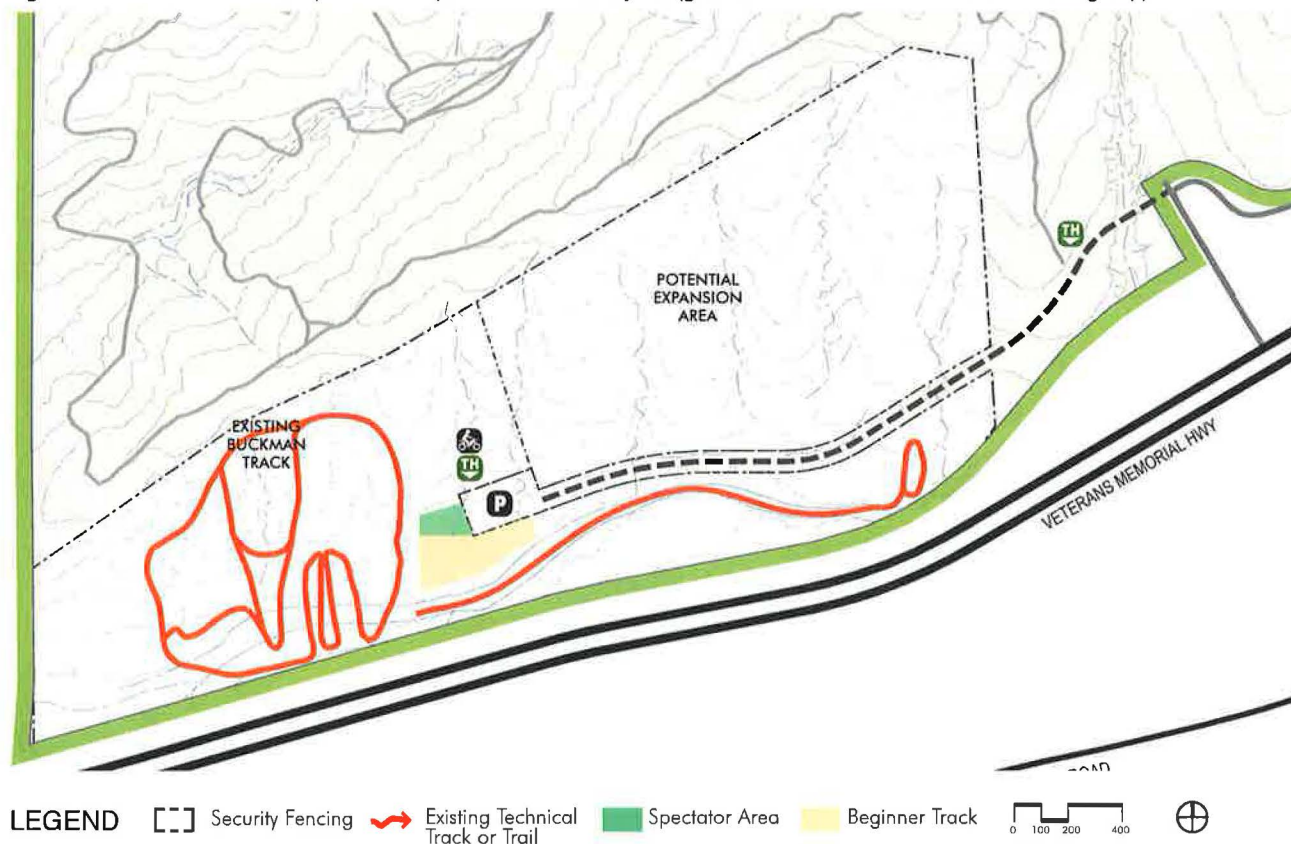 POTENTIAL
EXPANSION
AREA
TH
EXISTING
BUCKMAN
TRACK
TH
P
VETERANS MEMORIAL HWY
LEGEND
Security Fencing
Existing Technical
Track or Trail
Spectator Area
Beginner Track
0 100 200 400